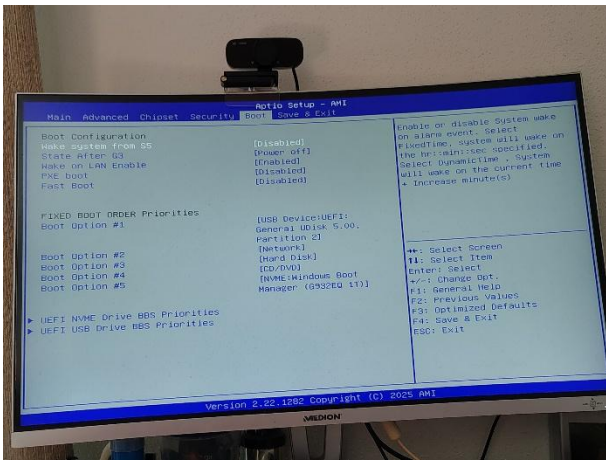 Aptio Setup - AMI
Main Advanced Chipset Security Boot Save & Exit
Boot Configuration
Wake system from S5 [Disabled]
State After G3 [Power off]
Wake on LAN Enable [Enabled]
PXE boot [Disabled]
Fast Boot [Disabled]
FIXED BOOT ORDER Priorities
Boot Option #1 [USB Device:UEFI:
General UDisk 5.00,
Partition 2]
Boot Option #2 [Network]
Boot Option #3 [Hard Disk]
Boot Option #4 [CD/DVD]
Boot Option #5 [NVME:Windows Boot
Manager (G932EQ 1T)]
UEFI NVME Drive BBS Priorities
UEFI USB Drive BBS Priorities
Enable or disable System wake
on alarm event. Select
FixedTime, system will wake on
the hr::min::sec specified.
Select DynamicTime , System
will wake on the current time
+ Increase minute(s)
→←: Select Screen
↑↓: Select Item
Enter: Select
+/-: Change Opt.
F1: General Help
F2: Previous Values
F3: Optimized Defaults
F4: Save & Exit
ESC: Exit
Version 2.22.1282 Copyright (C) 2025 AMI
MEDION